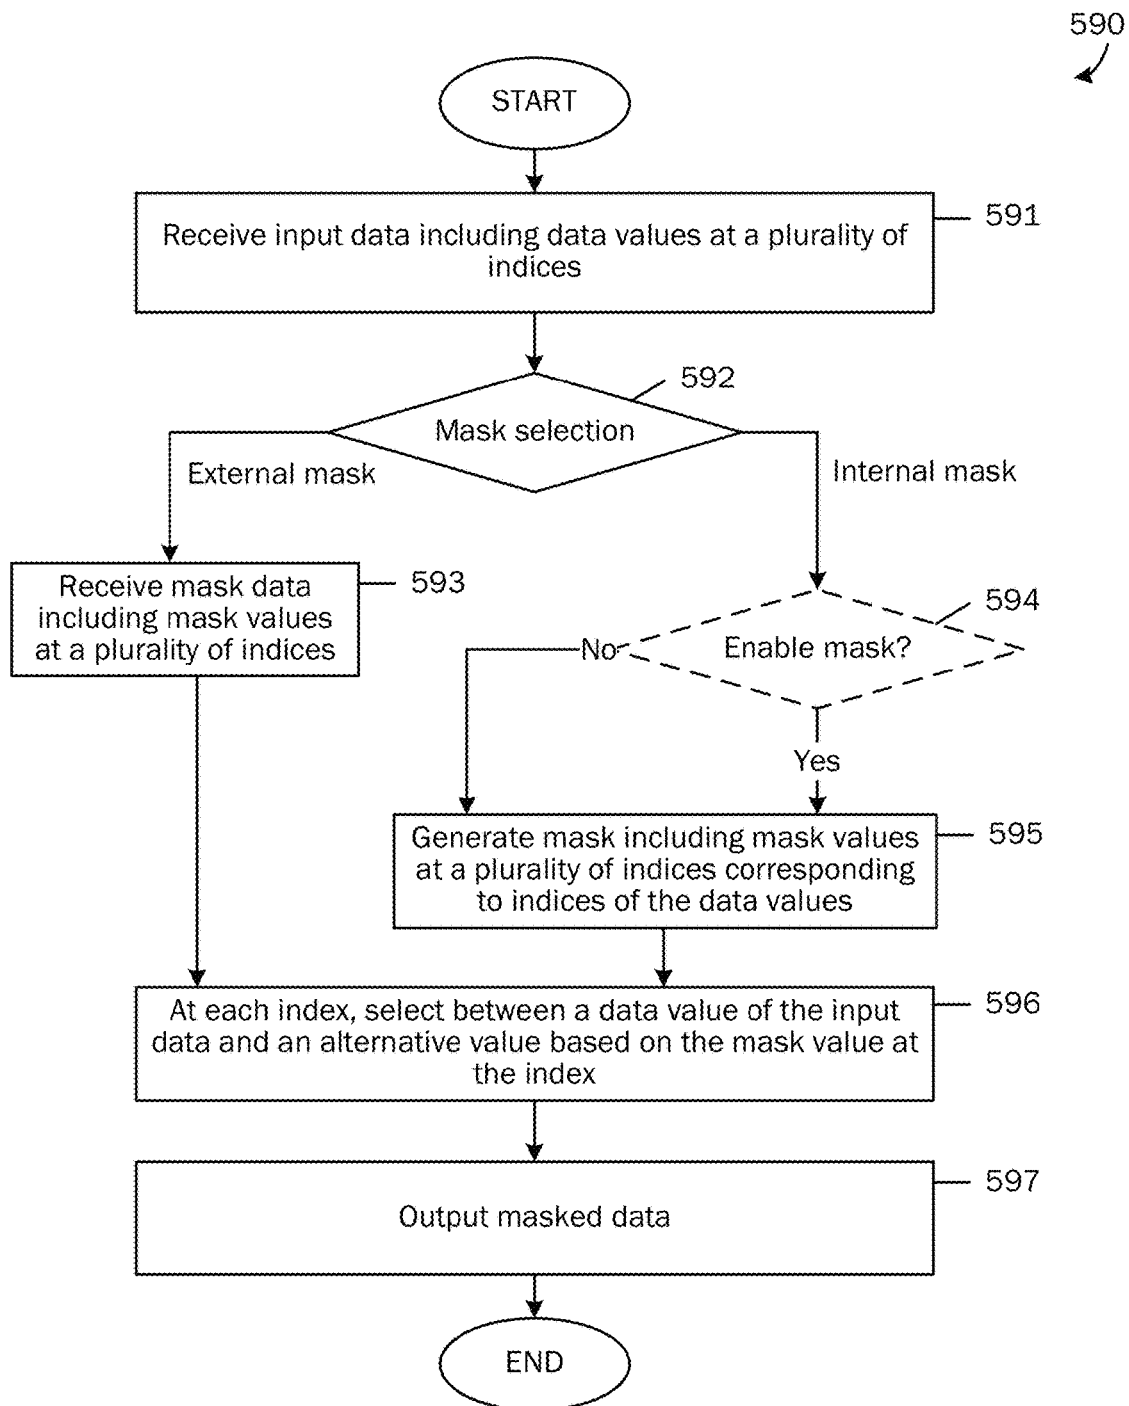 590
START
Receive input data including data values at a plurality of
indices
591
592
Mask selection
External mask
Internal mask
Receive mask data
including mask values
at a plurality of indices
593
594
Enable mask?
No
Yes
Generate mask including mask values
at a plurality of indices corresponding
to indices of the data values
595
At each index, select between a data value of the input
data and an alternative value based on the mask value at
the index
596
Output masked data
597
END